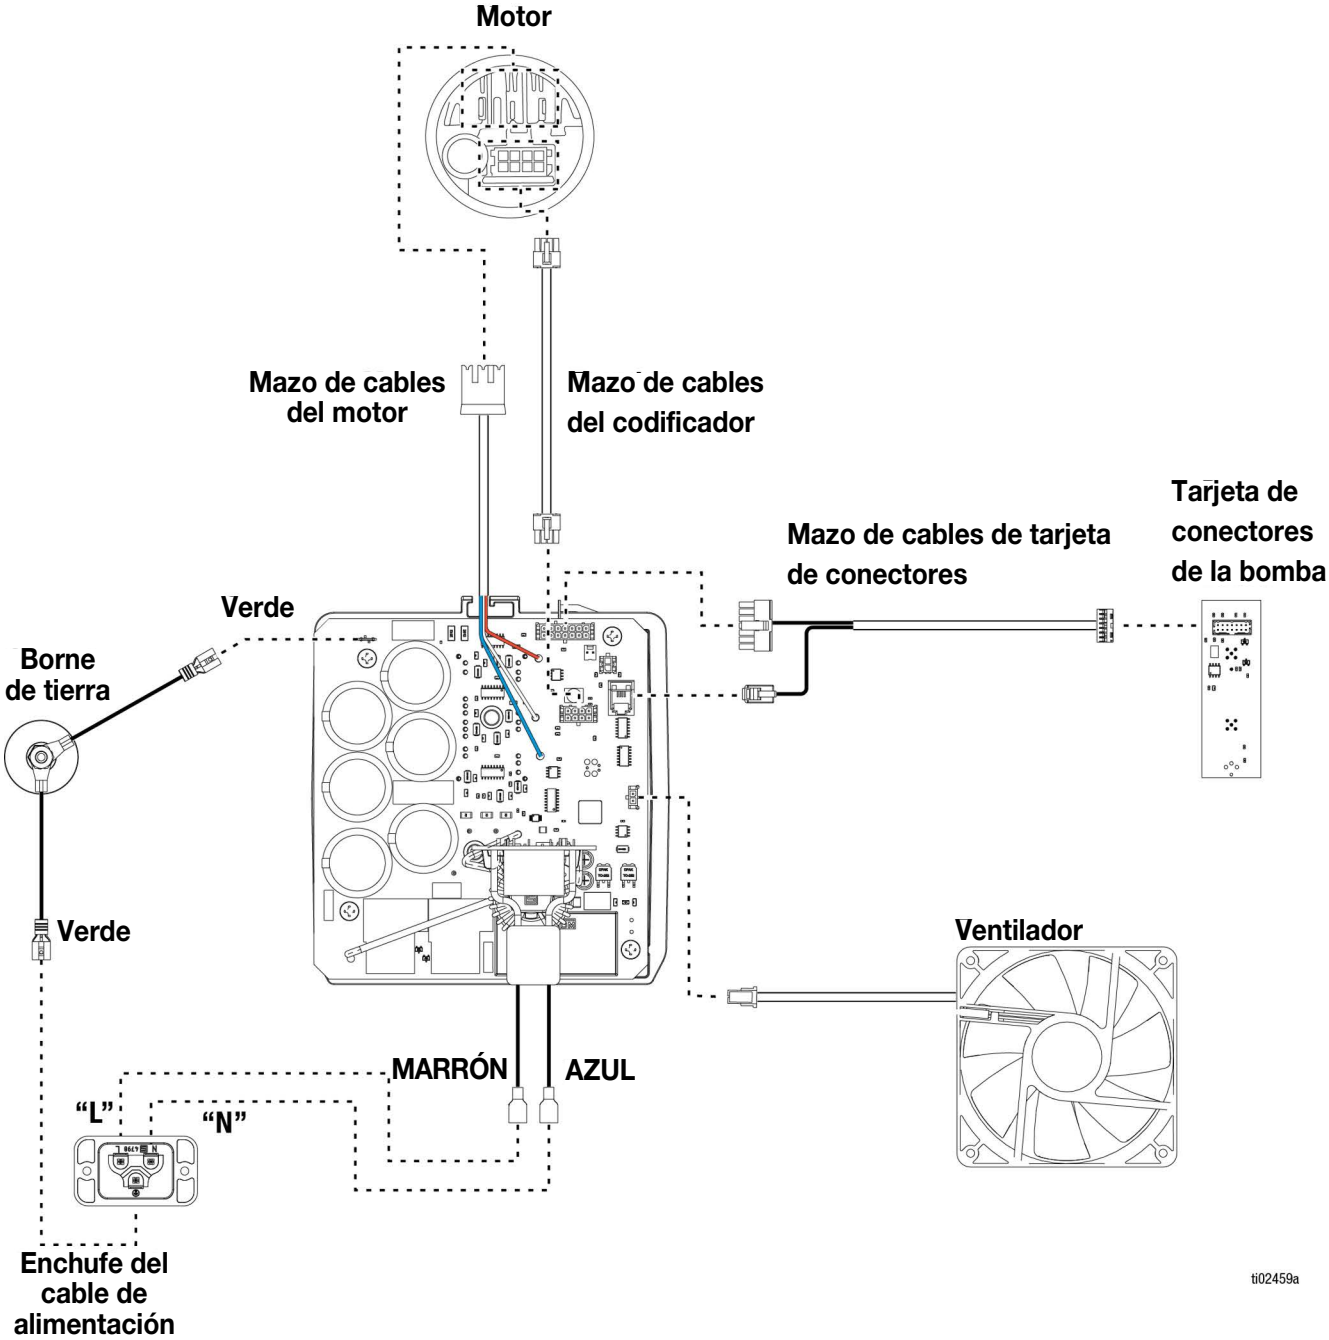 Motor
Mazo de cables
del motor
Mazo de cables
del codificador
Tarjeta de
conectores
de la bomba
Mazo de cables de tarjeta
de conectores
Verde
Borne
de tierra
Verde
Ventilador
MARRÓN
AZUL
“L”
“N”
L
N
Enchufe del
cable de
alimentación
ti02459a